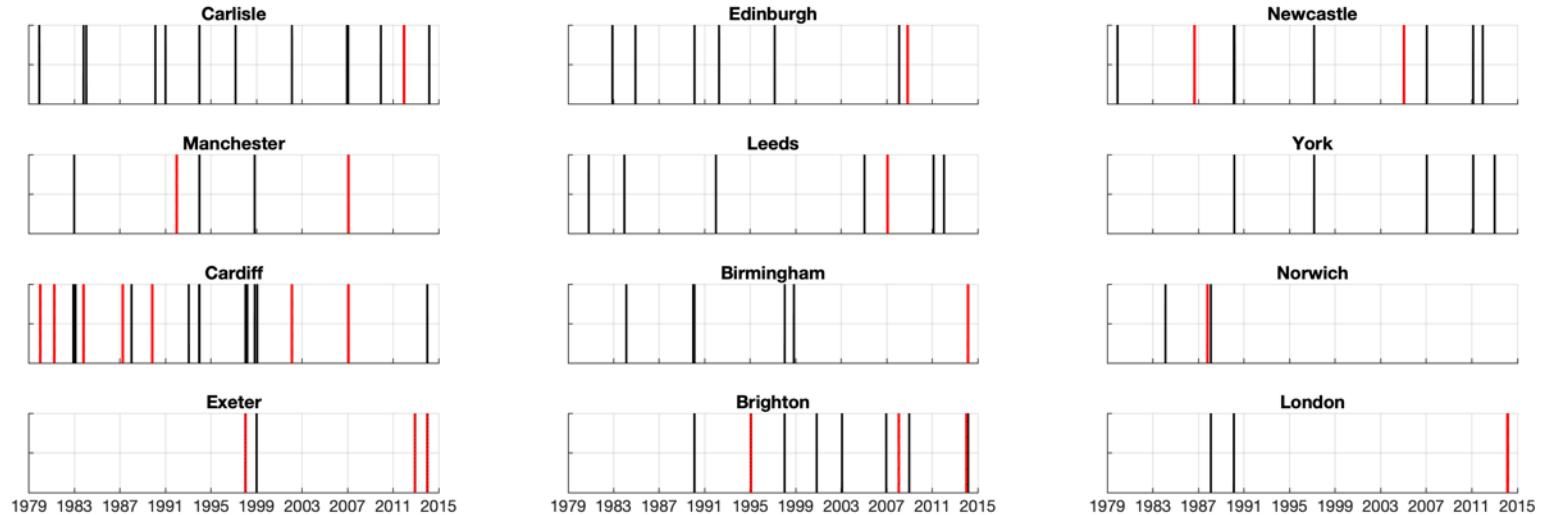 Carlisle Edinburgh Newcastle
Manchester Leeds York
Cardiff Birmingham Norwich
Exeter Brighton London
1979 1983 1987 1991 1995 1999 2003 2007 2011 2015 1979 1983 1987 1991 1995 1999 2003 2007 2011 2015 1979 1983 1987 1991 1995 1999 2003 2007 2011 2015